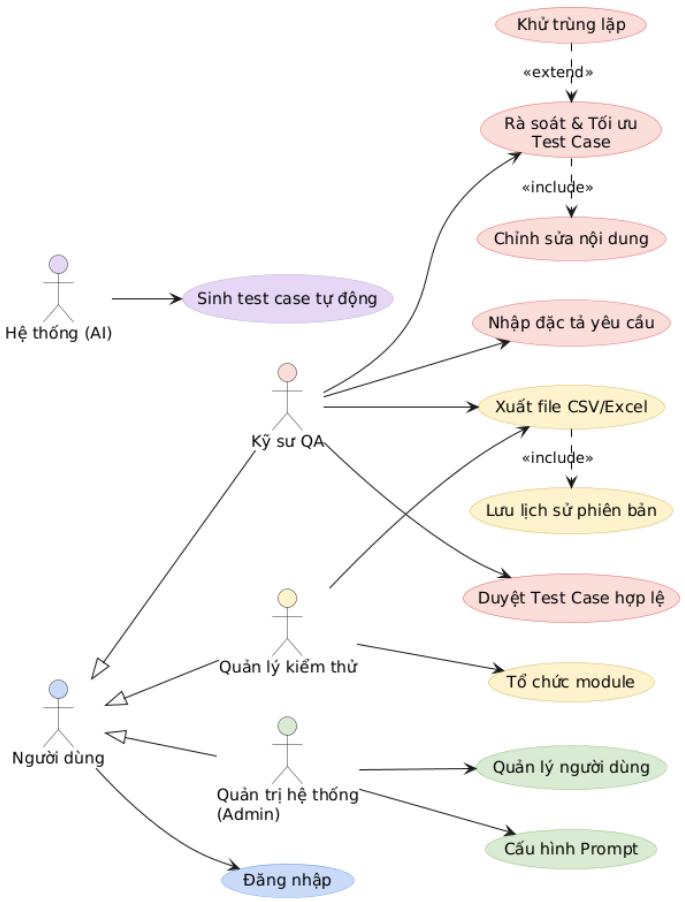 Khử trùng lặp
«extend»
Rà soát & Tối ưu
Test Case
«include»
Chỉnh sửa nội dung
Hệ thống (AI)
Sinh test case tự động
Nhập đặc tả yêu cầu
Kỹ sư QA
Xuất file CSV/Excel
«include»
Lưu lịch sử phiên bản
Duyệt Test Case hợp lệ
Quản lý kiểm thử
Tổ chức module
Người dùng
Quản trị hệ thống
(Admin)
Quản lý người dùng
Cấu hình Prompt
Đăng nhập